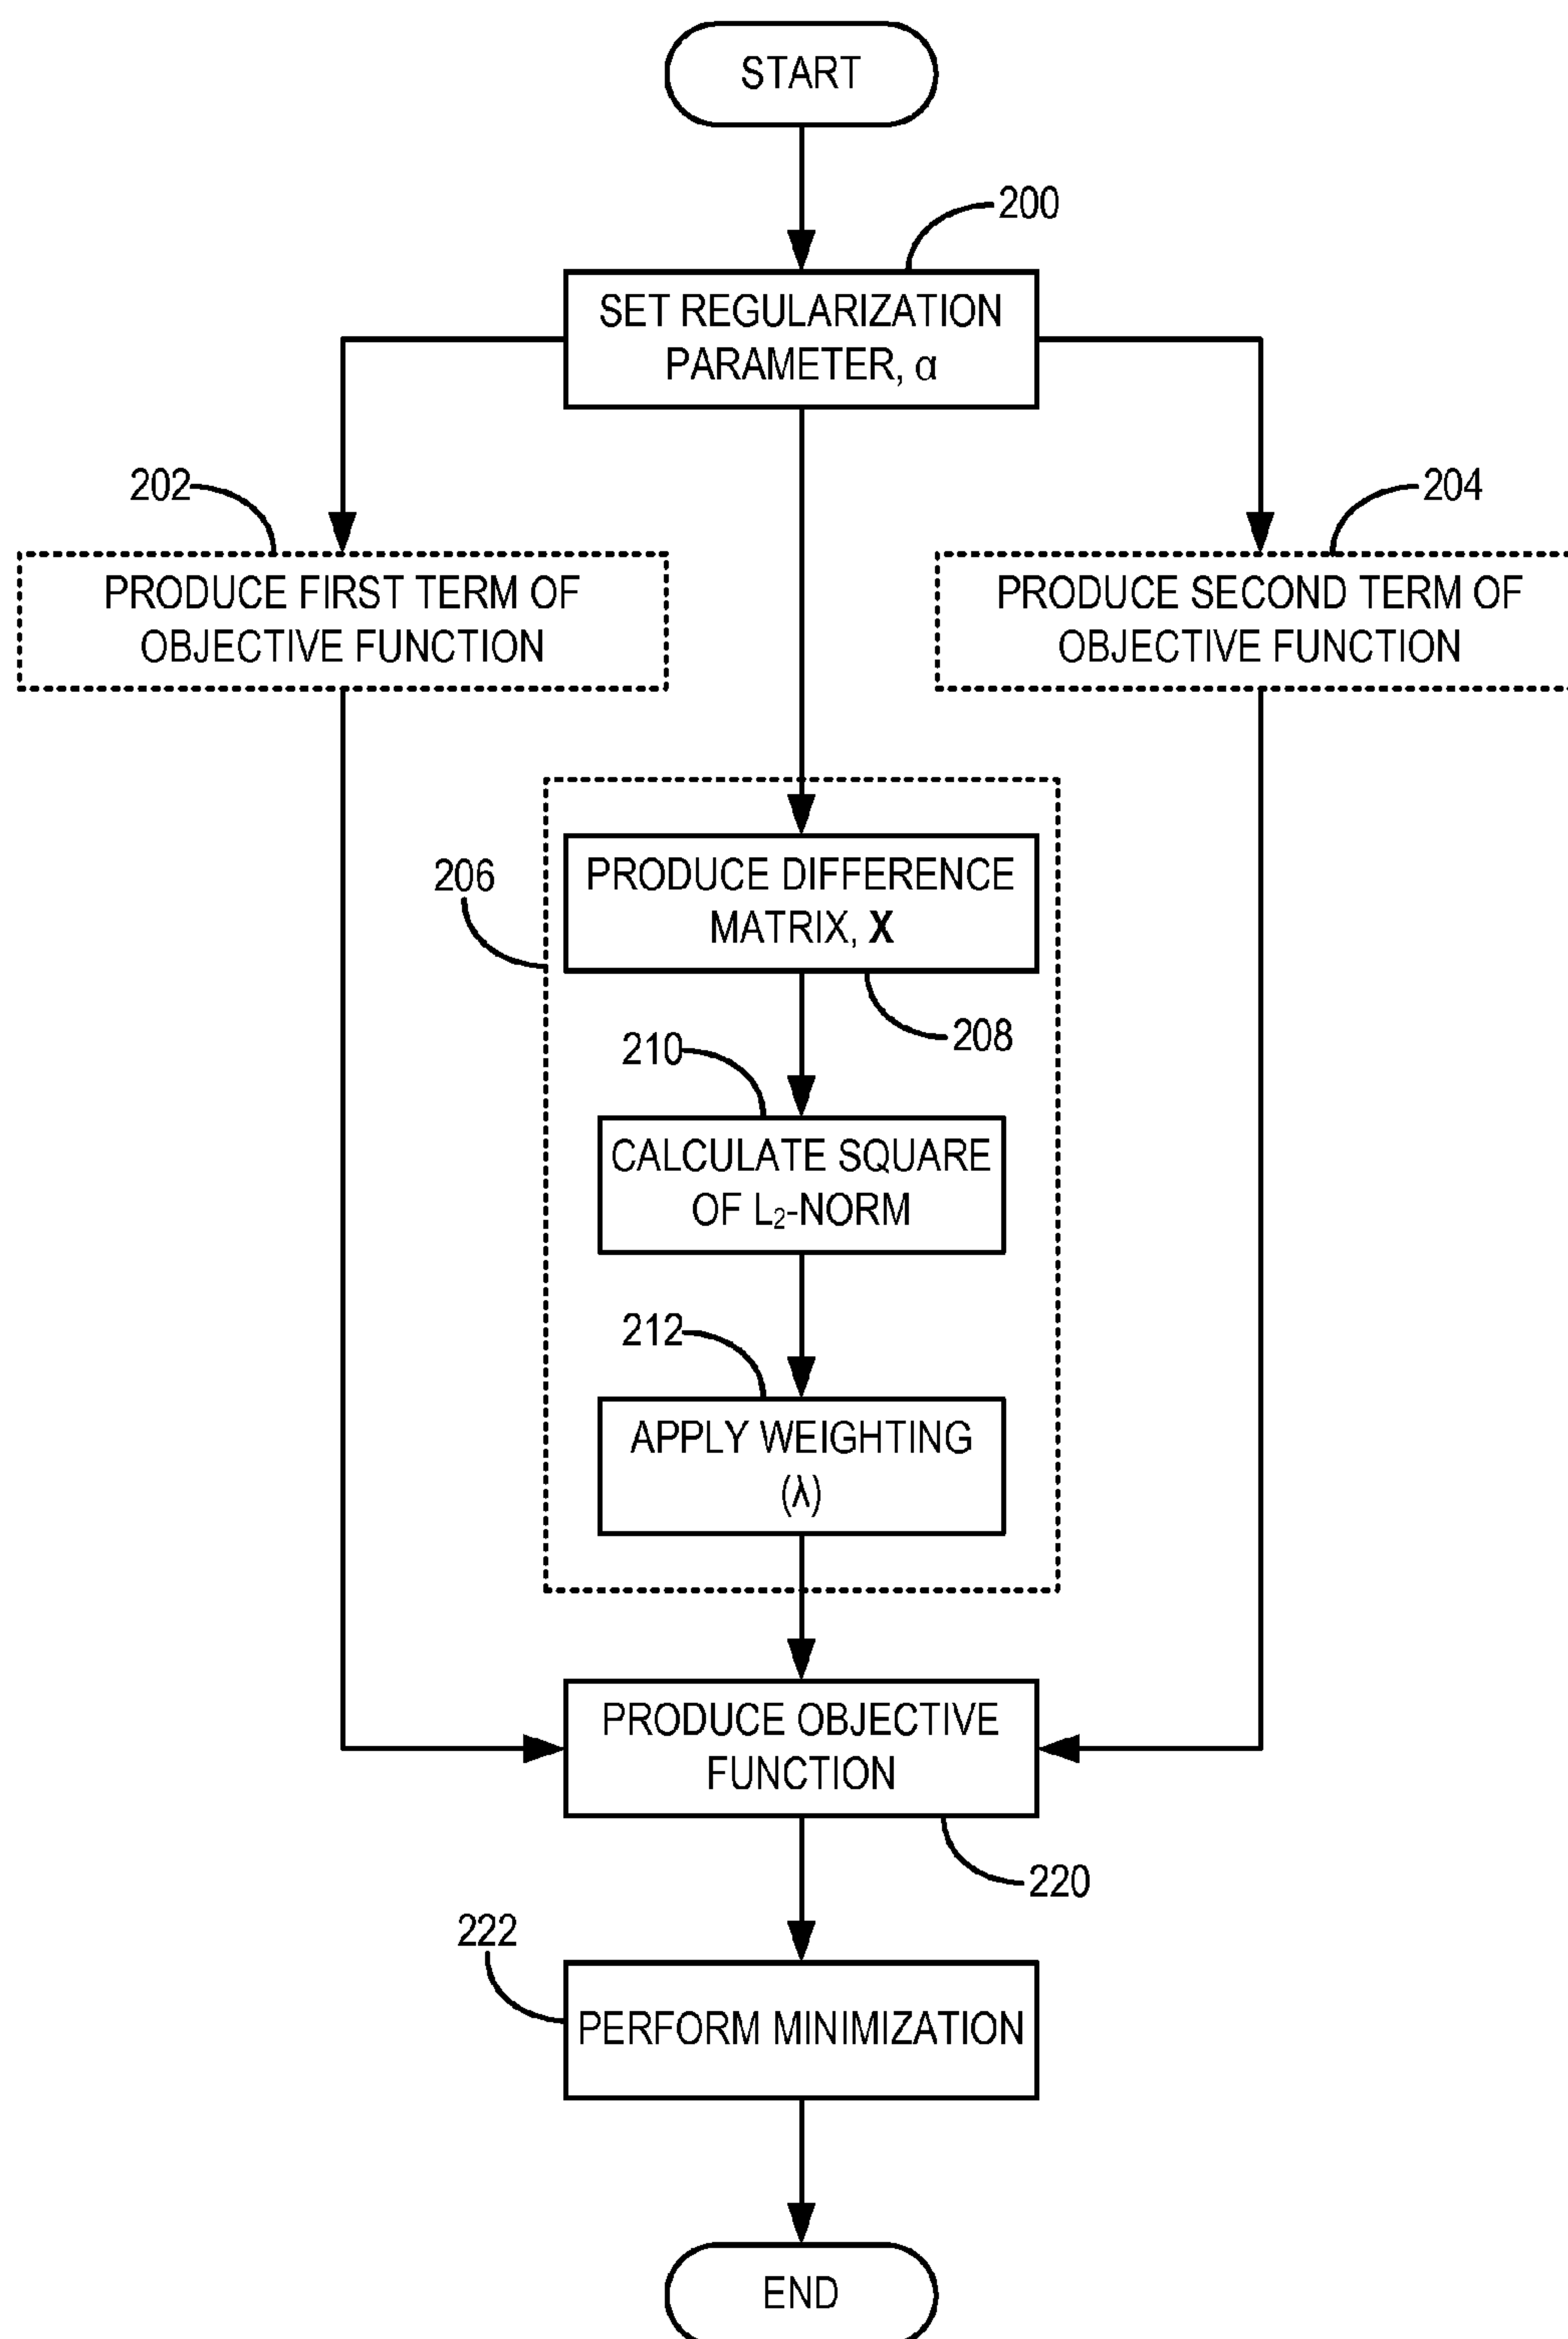 START
200
SET REGULARIZATION
PARAMETER, α
202
204
PRODUCE FIRST TERM OF
OBJECTIVE FUNCTION
PRODUCE SECOND TERM OF
OBJECTIVE FUNCTION
206
PRODUCE DIFFERENCE
MATRIX, X
208
210
CALCULATE SQUARE
OF L₂-NORM
212
APPLY WEIGHTING
(λ)
PRODUCE OBJECTIVE
FUNCTION
220
222
PERFORM MINIMIZATION
END